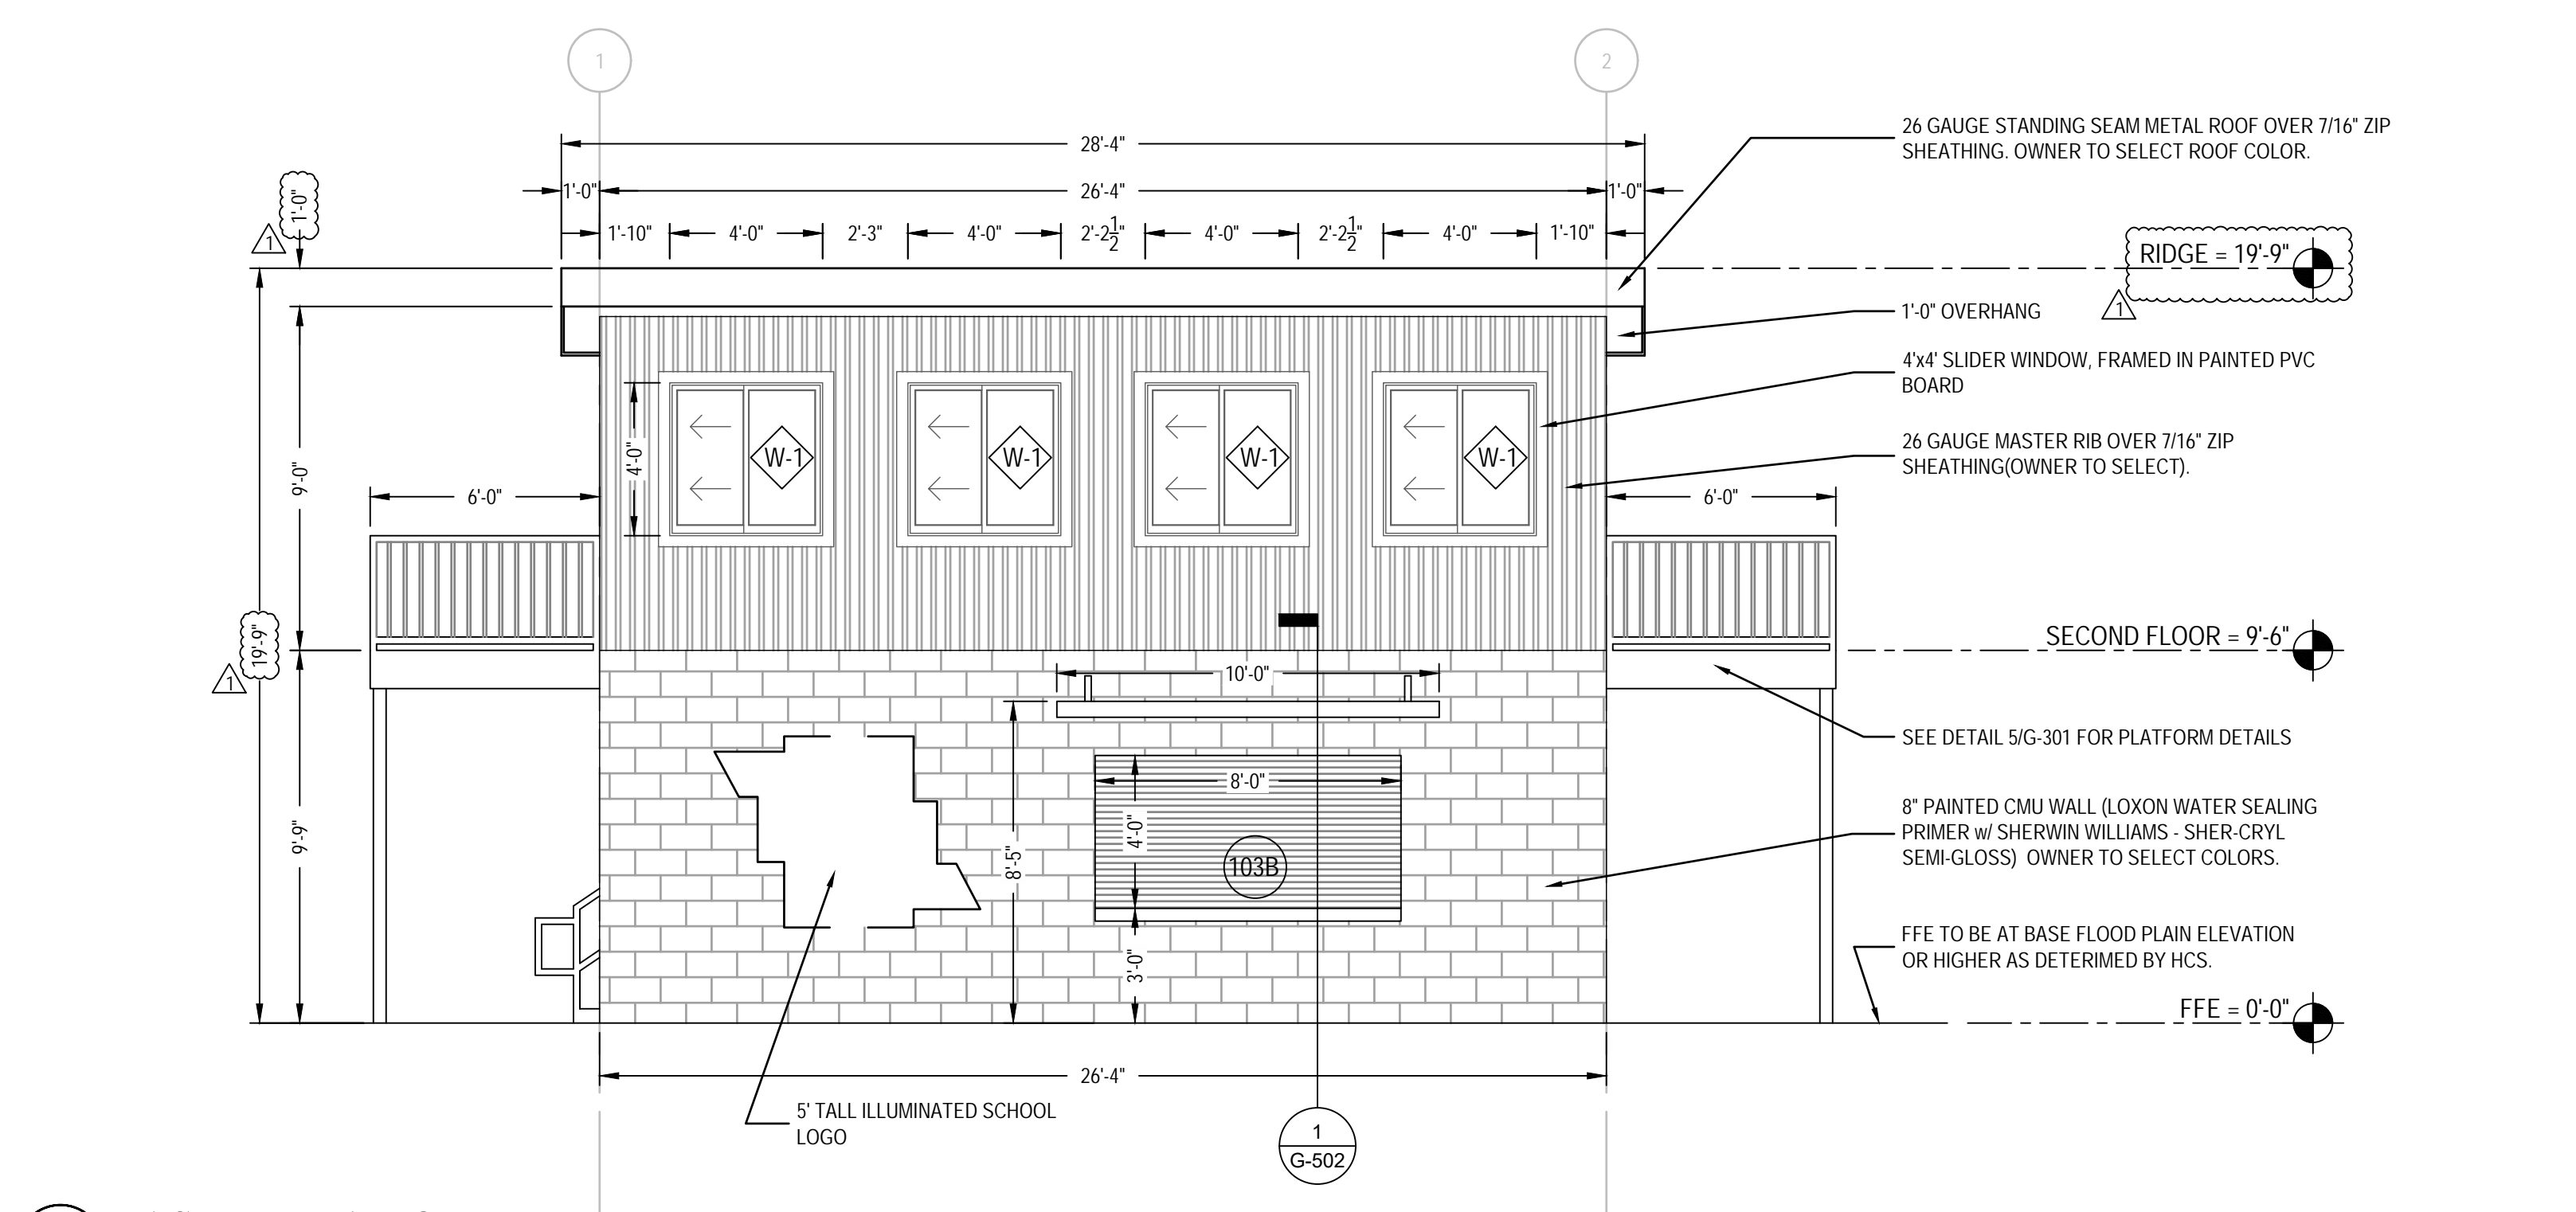 1
2
28'-4"
1'-0"
26'-4"
1'-0"
1'-10"
4'-0"
2'-3"
4'-0"
2'-2 1/2"
4'-0"
2'-2 1/2"
4'-0"
1'-10"
1'-0"
1
26 GAUGE STANDING SEAM METAL ROOF OVER 7/16" ZIP
SHEATHING. OWNER TO SELECT ROOF COLOR.
RIDGE = 19'-9"
1
1'-0" OVERHANG
4'x4' SLIDER WINDOW, FRAMED IN PAINTED PVC
BOARD
26 GAUGE MASTER RIB OVER 7/16" ZIP
SHEATHING(OWNER TO SELECT).
9'-0"
4'-0"
W-1
W-1
W-1
W-1
6'-0"
6'-0"
19'-9"
1
SECOND FLOOR = 9'-6"
10'-0"
SEE DETAIL 5/G-301 FOR PLATFORM DETAILS
8'-0"
4'-0"
103B
9'-9"
8'-5"
3'-0"
8" PAINTED CMU WALL (LOXON WATER SEALING
PRIMER w/ SHERWIN WILLIAMS - SHER-CRYL
SEMI-GLOSS) OWNER TO SELECT COLORS.
FFE TO BE AT BASE FLOOD PLAIN ELEVATION
OR HIGHER AS DETERIMED BY HCS.
FFE = 0'-0"
26'-4"
5' TALL ILLUMINATED SCHOOL
LOGO
1
G-502